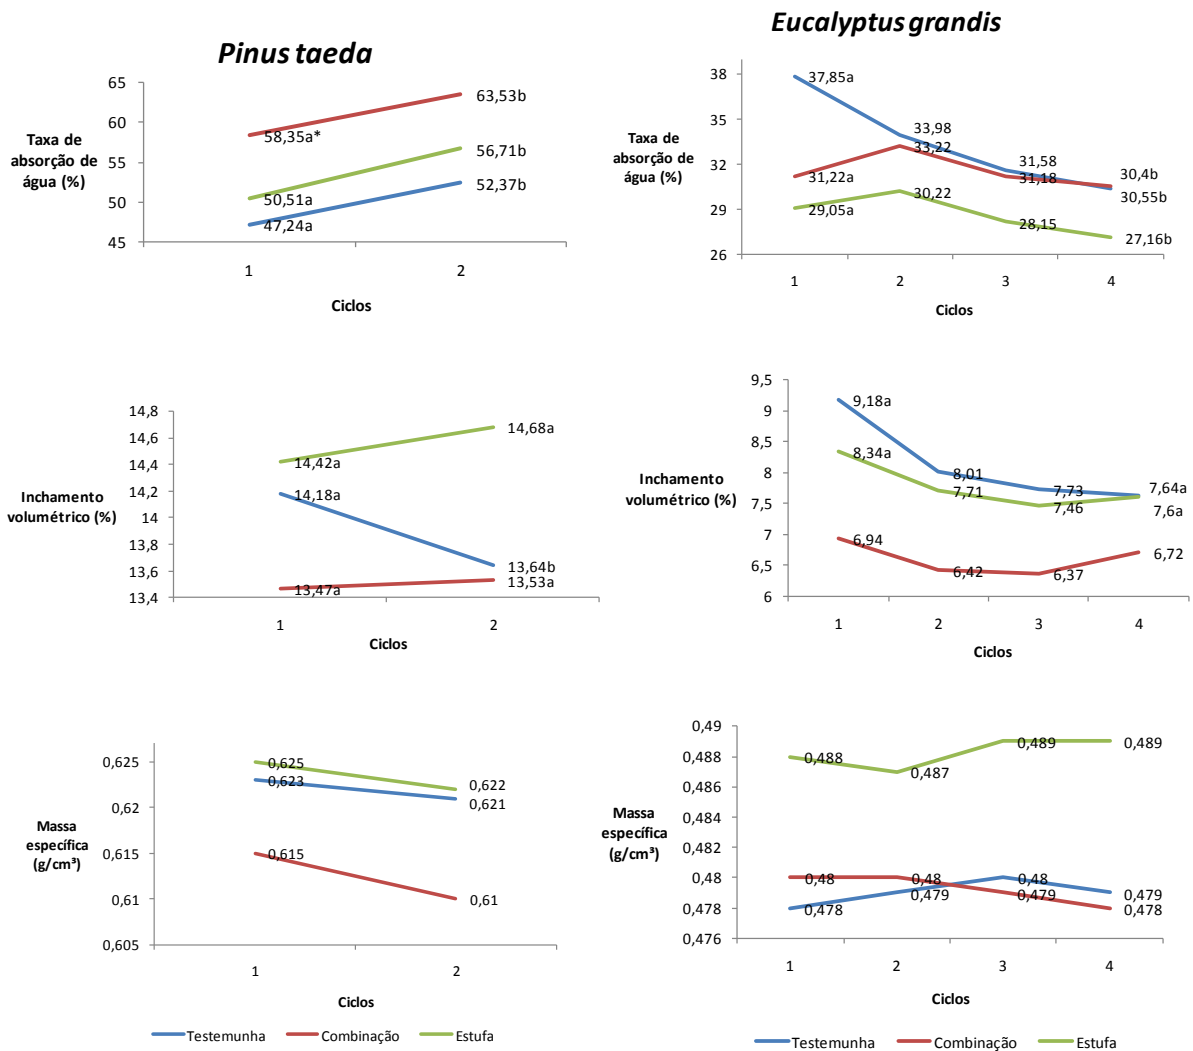 Pinus taeda
Taxa de
absorção de
água (%)
65
60
55
50
45
58,35a*
63,53b
50,51a
56,71b
47,24a
52,37b
1
2
Ciclos
Eucalyptus grandis
Taxa de
absorção de
água (%)
38
35
32
29
26
37,85a
33,98
31,58
30,4b
31,22a
33,22
31,18
30,55b
29,05a
30,22
28,15
27,16b
1
2
3
4
Ciclos
Inchamento
volumétrico (%)
14,8
14,6
14,4
14,2
14
13,8
13,6
13,4
14,42a
14,68a
14,18a
13,64b
13,47a
13,53a
1
2
Ciclos
Inchamento
volumétrico (%)
9,5
9
8,5
8
7,5
7
6,5
6
9,18a
8,01
7,73
7,64a
8,34a
7,71
7,46
7,6a
6,94
6,42
6,37
6,72
1
2
3
4
Ciclos
Massa
específica
(g/cm³)
0,625
0,62
0,615
0,61
0,605
0,625
0,622
0,623
0,621
0,615
0,61
1
2
Ciclos
Testemunha
Combinação
Estufa
Massa
específica
(g/cm³)
0,49
0,488
0,486
0,484
0,482
0,48
0,478
0,476
0,488
0,487
0,489
0,489
0,48
0,48
0,48
0,479
0,478
0,479
0,479
0,478
1
2
3
4
Ciclos
Testemunha
Combinação
Estufa